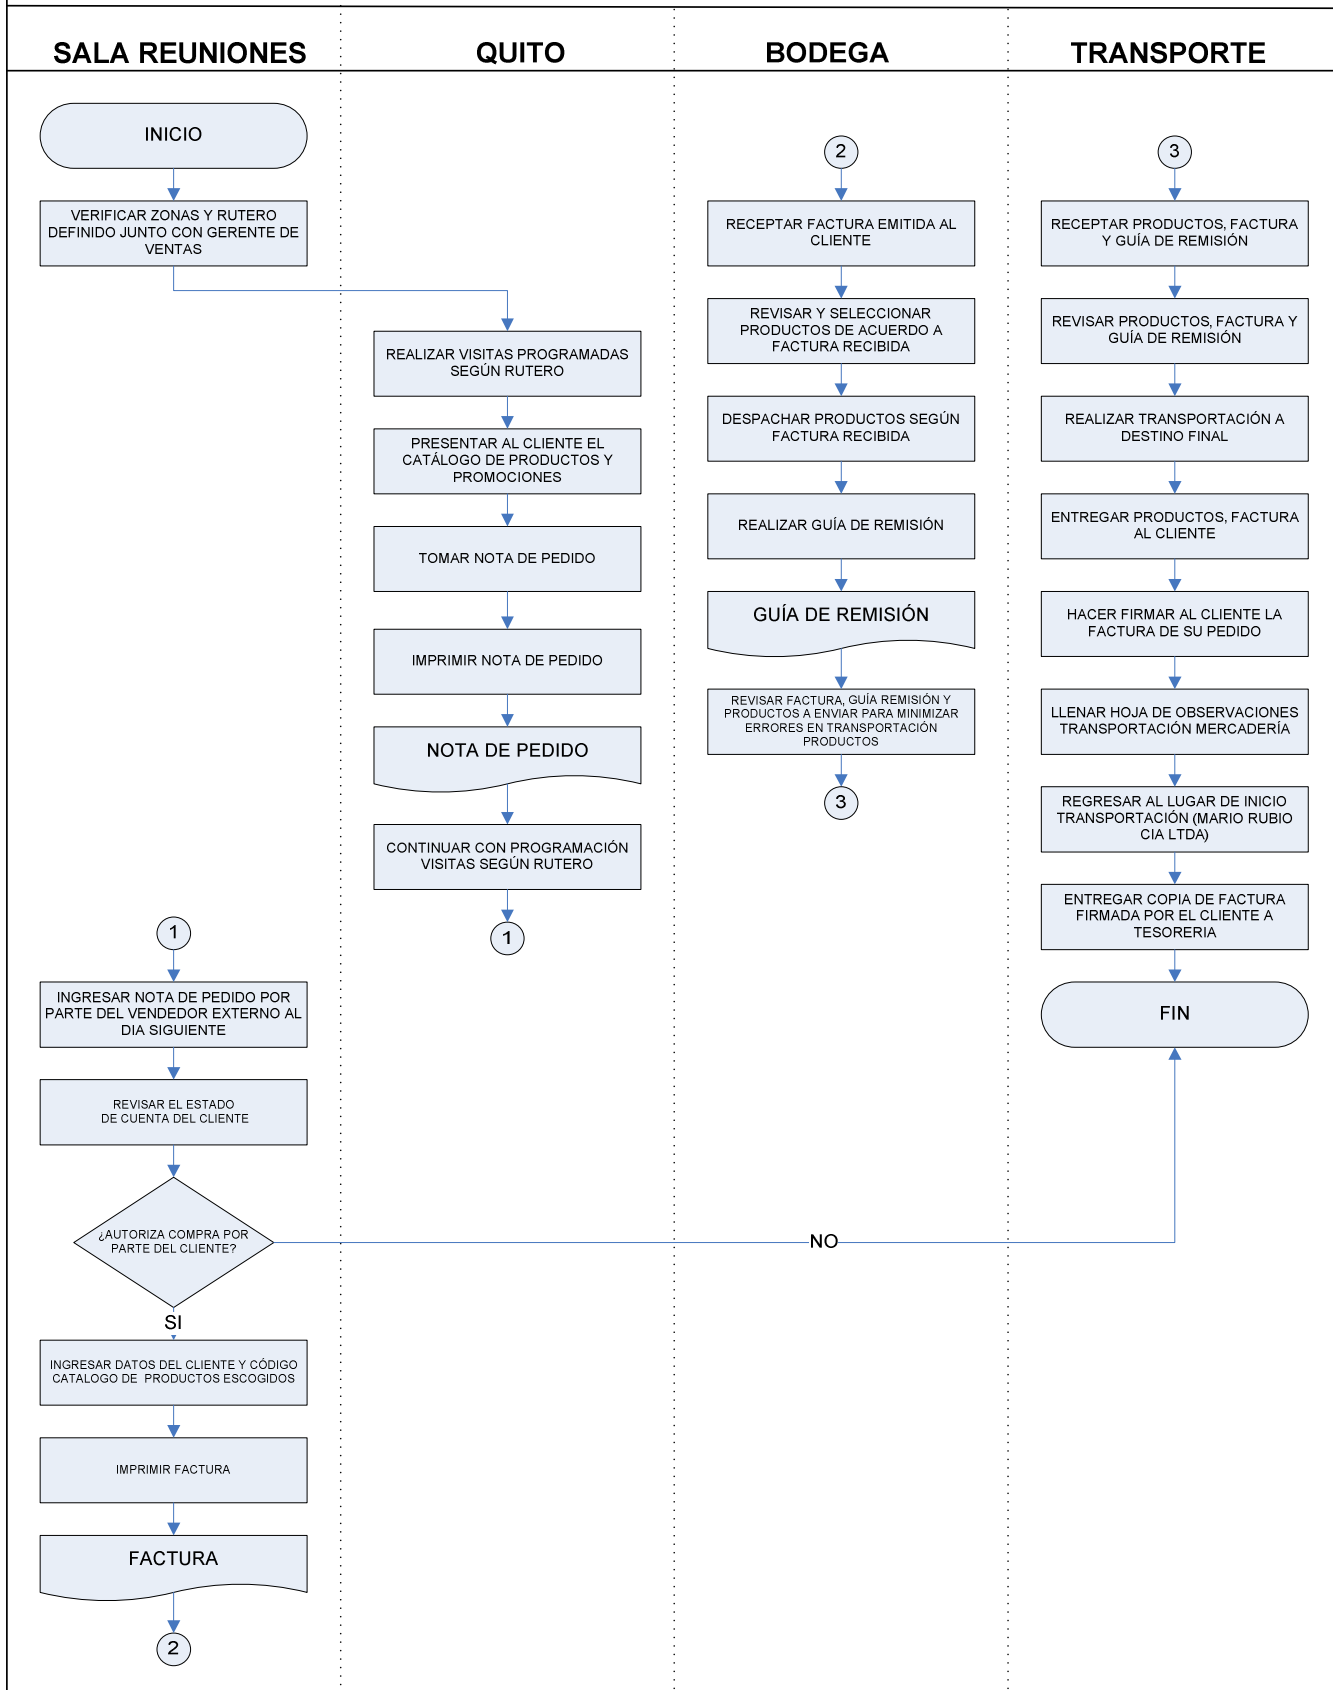 SALA REUNIONES
QUITO
BODEGA
TRANSPORTE
INICIO
VERIFICAR ZONAS Y RUTERO
DEFINIDO JUNTO CON GERENTE DE
VENTAS
REALIZAR VISITAS PROGRAMADAS
SEGÚN RUTERO
PRESENTAR AL CLIENTE EL
CATÁLOGO DE PRODUCTOS Y
PROMOCIONES
TOMAR NOTA DE PEDIDO
IMPRIMIR NOTA DE PEDIDO
NOTA DE PEDIDO
CONTINUAR CON PROGRAMACIÓN
VISITAS SEGÚN RUTERO
1
1
INGRESAR NOTA DE PEDIDO POR
PARTE DEL VENDEDOR EXTERNO AL
DIA SIGUIENTE
REVISAR EL ESTADO
DE CUENTA DEL CLIENTE
¿AUTORIZA COMPRA POR
PARTE DEL CLIENTE?
NO
SI
INGRESAR DATOS DEL CLIENTE Y CÓDIGO
CATALOGO DE PRODUCTOS ESCOGIDOS
IMPRIMIR FACTURA
FACTURA
2
2
RECEPTAR FACTURA EMITIDA AL
CLIENTE
REVISAR Y SELECCIONAR
PRODUCTOS DE ACUERDO A
FACTURA RECIBIDA
DESPACHAR PRODUCTOS SEGÚN
FACTURA RECIBIDA
REALIZAR GUÍA DE REMISIÓN
GUÍA DE REMISIÓN
REVISAR FACTURA, GUÍA REMISIÓN Y
PRODUCTOS A ENVIAR PARA MINIMIZAR
ERRORES EN TRANSPORTACIÓN
PRODUCTOS
3
3
RECEPTAR PRODUCTOS, FACTURA
Y GUÍA DE REMISIÓN
REVISAR PRODUCTOS, FACTURA Y
GUÍA DE REMISIÓN
REALIZAR TRANSPORTACIÓN A
DESTINO FINAL
ENTREGAR PRODUCTOS, FACTURA
AL CLIENTE
HACER FIRMAR AL CLIENTE LA
FACTURA DE SU PEDIDO
LLENAR HOJA DE OBSERVACIONES
TRANSPORTACIÓN MERCADERÍA
REGRESAR AL LUGAR DE INICIO
TRANSPORTACIÓN (MARIO RUBIO
CIA LTDA)
ENTREGAR COPIA DE FACTURA
FIRMADA POR EL CLIENTE A
TESORERIA
FIN